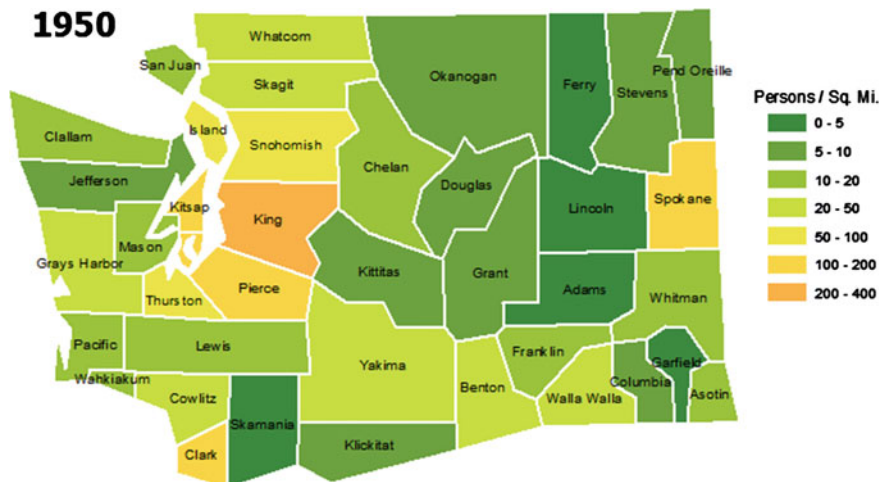 1950
Whatcom
San Juan
Skagit
Okanogan
Ferry
Stevens
Pend Oreille
Island
Clallam
Snohomish
Chelan
Jefferson
Douglas
Kitsap
King
Lincoln
Spokane
Mason
Grays Harbor
Kittitas
Grant
Pierce
Adams
Thurston
Whitman
Pacific
Lewis
Franklin
Garfield
Yakima
Wahkiakum
Cowlitz
Benton
Walla Walla
Columbia
Asotin
Skamania
Klickitat
Clark
Persons / Sq. Mi.
0 - 5
5 - 10
10 - 20
20 - 50
50 - 100
100 - 200
200 - 400